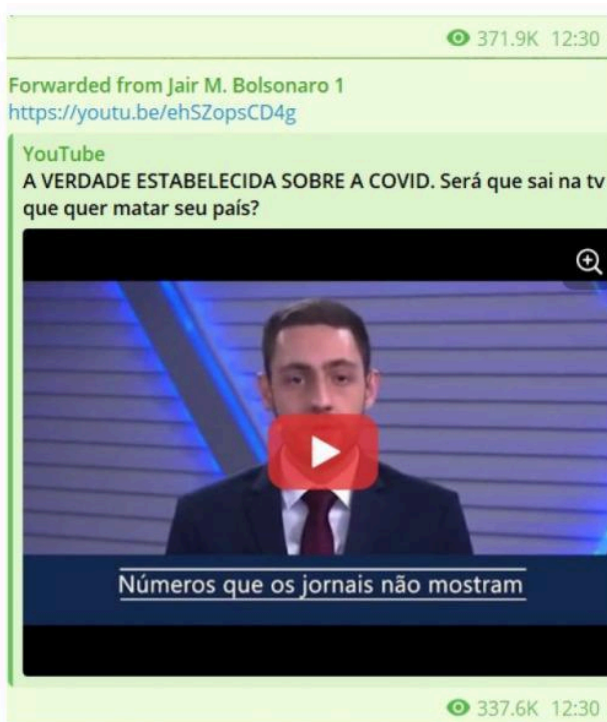 371.9K 12:30
Forwarded from Jair M. Bolsonaro 1
https://youtu.be/ehSZopsCD4g
YouTube
A VERDADE ESTABELECIDA SOBRE A COVID. Será que sai na tv
que quer matar seu país?
Números que os jornais não mostram
337.6K 12:30